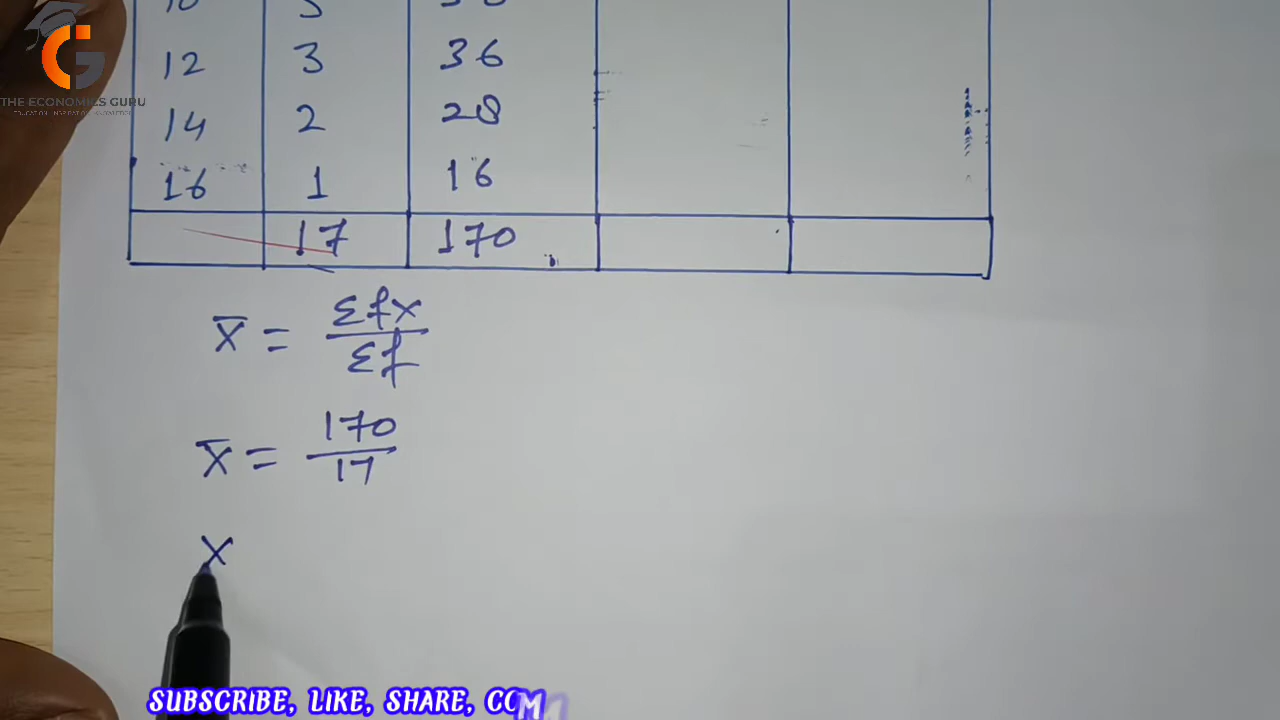 THE ECONOMICS GURU
12 3 36
14 2 28
16 1 16
17 170
x̄ = Σfx / Σf
x̄ = 170 / 17
x
SUBSCRIBE, LIKE, SHARE, COM